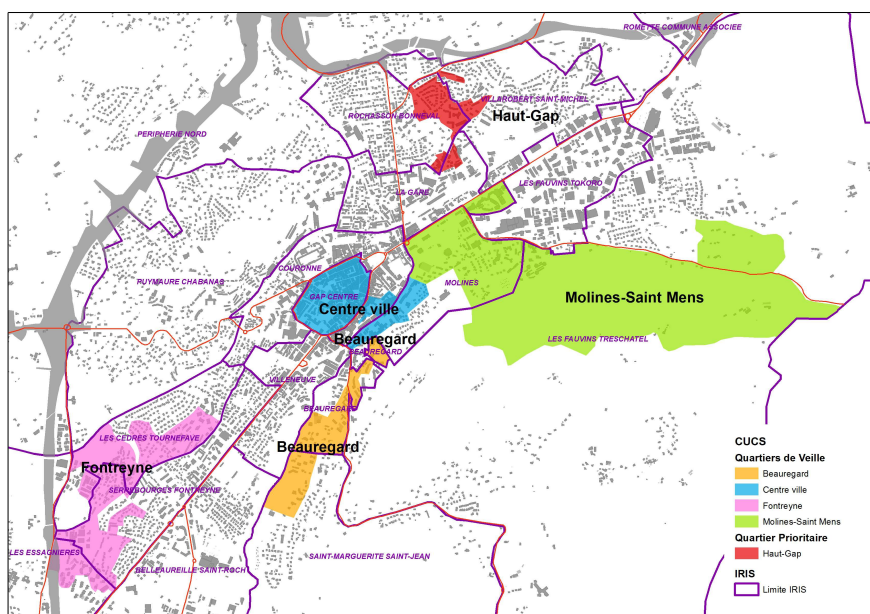 ROMETTE COMMUNE ASSOCIEE
VILLAROBERT SAINT-MICHEL
ROCHASSON BONNEVAL
Haut-Gap
PERIPHERIE NORD
LES FAUVINS TOKORO
LA GARE
COURONNE
PUYMAURE CHABANAS
MOLINES
GAP CENTRE
Centre ville
Molines-Saint Mens
Beauregard
LES FAUVINS TRESCHATEL
BEAUREGARD
VILLENEUVE
BEAUREGARD
LES CEDRES TOURNEFAVE
Beauregard
Fontreyne
SERREBOURGES FONTREYNE
LES ESSAGNIERES
SAINT-MARGUERITE SAINT-JEAN
BELLEAUREILLE SAINT-ROCH
CUCS
Quartiers de Veille
Beauregard
Centre ville
Fontreyne
Molines-Saint Mens
Quartier Prioritaire
Haut-Gap
IRIS
Limite IRIS